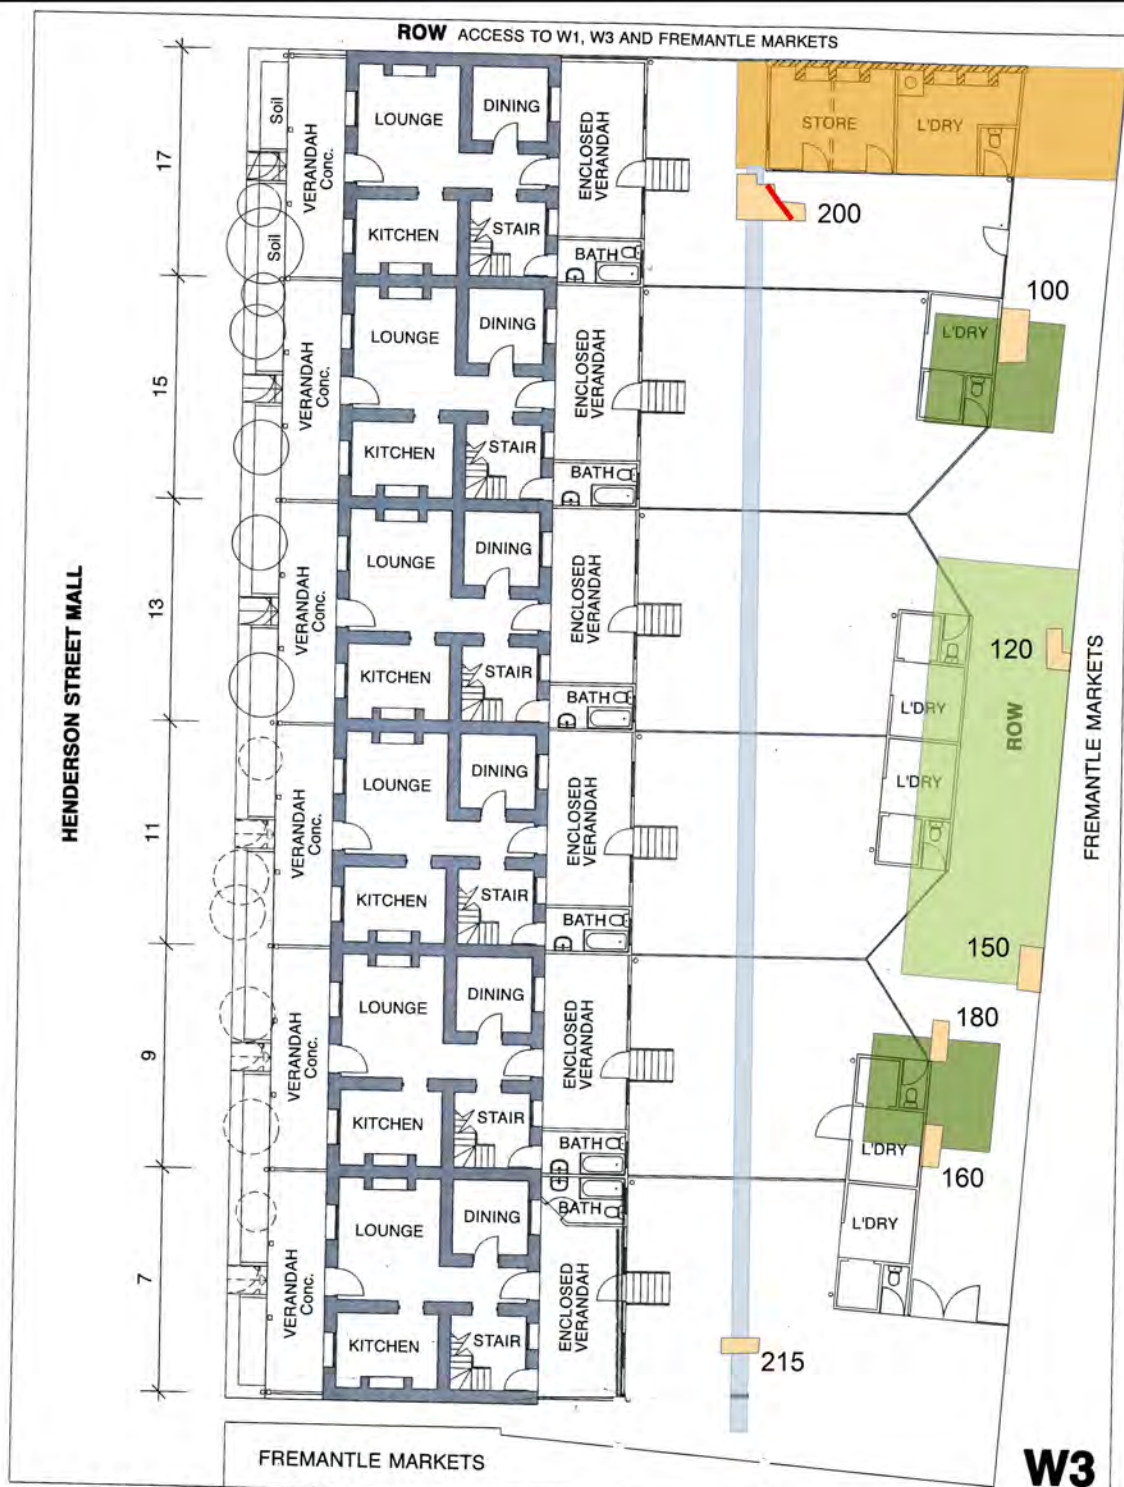 ROW ACCESS TO W1, W3 AND FREMANTLE MARKETS
HENDERSON STREET MALL
17
Soil
Soil
VERANDAH
Conc.
LOUNGE
DINING
KITCHEN
STAIR
ENCLOSED
VERANDAH
BATH
STORE
L'DRY
200
15
VERANDAH
Conc.
LOUNGE
DINING
KITCHEN
STAIR
ENCLOSED
VERANDAH
BATH
L'DRY
100
13
VERANDAH
Conc.
LOUNGE
DINING
KITCHEN
STAIR
ENCLOSED
VERANDAH
BATH
L'DRY
120
ROW
FREMANTLE MARKETS
11
VERANDAH
Conc.
LOUNGE
DINING
KITCHEN
STAIR
ENCLOSED
VERANDAH
BATH
L'DRY
150
9
VERANDAH
Conc.
LOUNGE
DINING
KITCHEN
STAIR
ENCLOSED
VERANDAH
BATH
180
L'DRY
160
7
VERANDAH
Conc.
LOUNGE
DINING
KITCHEN
STAIR
BATH
ENCLOSED
VERANDAH
L'DRY
215
FREMANTLE MARKETS
W3